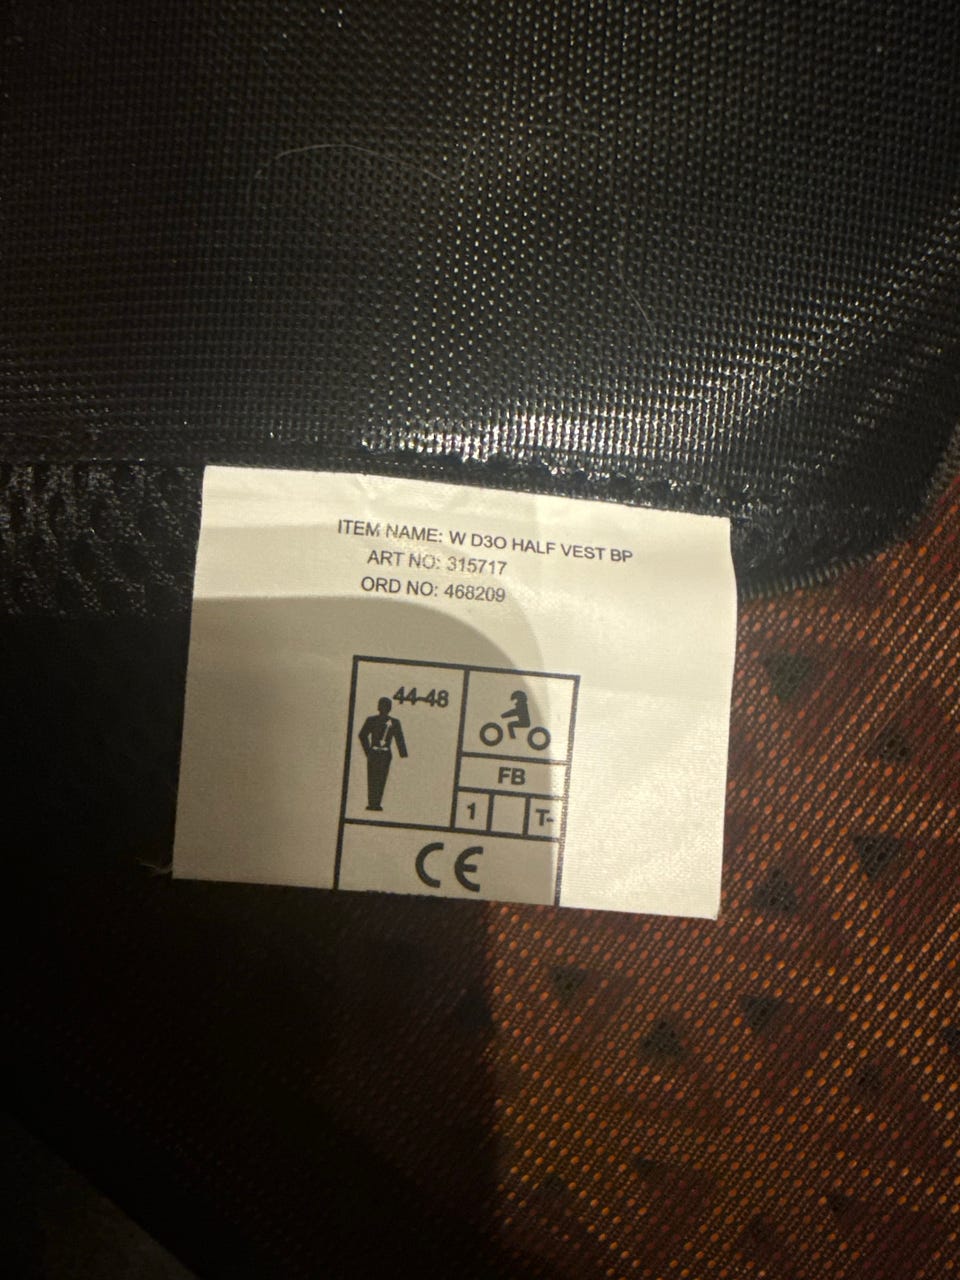 ITEM NAME: W D3O HALF VEST BP
ART NO: 315717
ORD NO: 468209
44-48
FB
1
T-
CE